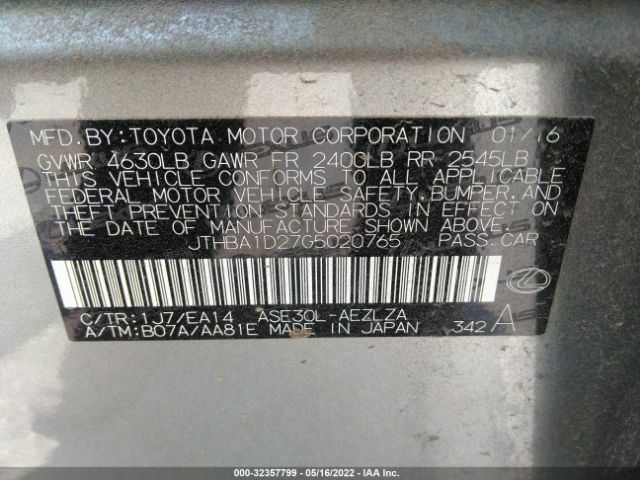 MFD.BY:TOYOTA MOTOR CORPORATION 01/16
GVWR 4630LB GAWR FR 2400LB RR 2545LB
THIS VEHICLE CONFORMS TO ALL APPLICABLE
FEDERAL MOTOR VEHICLE SAFETY, BUMPER, AND
THEFT PREVENTION STANDARDS IN EFFECT ON
THE DATE OF MANUFACTURE SHOWN ABOVE.
JTHBA1D27G5020765 PASS.CAR
C/TR:1J7/EA14 ASE30L-AEZLZA
A/TM:B07A/AA81E MADE IN JAPAN 342 A
000-32357799 - 05/16/2022 - IAA Inc.